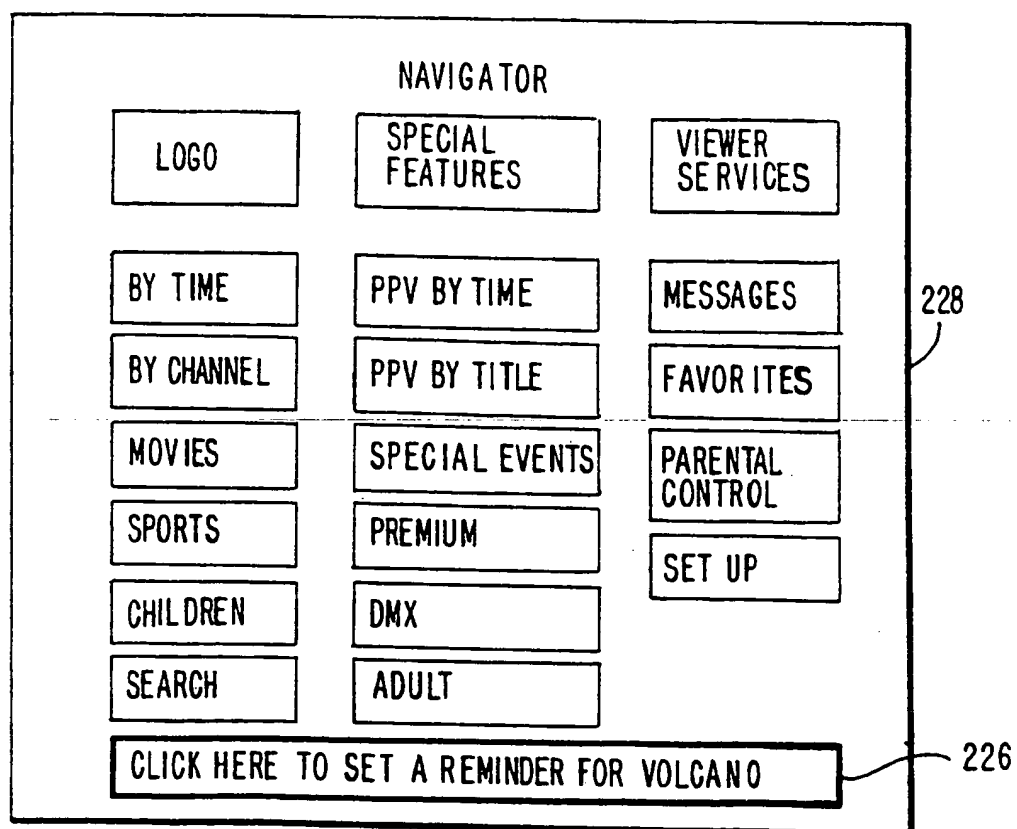 NAVIGATOR
LOGO
SPECIAL
FEATURES
VIEWER
SERVICES
BY TIME
PPV BY TIME
MESSAGES
BY CHANNEL
PPV BY TITLE
FAVORITES
MOVIES
SPECIAL EVENTS
PARENTAL
CONTROL
SPORTS
PREMIUM
SET UP
CHILDREN
DMX
SEARCH
ADULT
CLICK HERE TO SET A REMINDER FOR VOLCANO
228
226